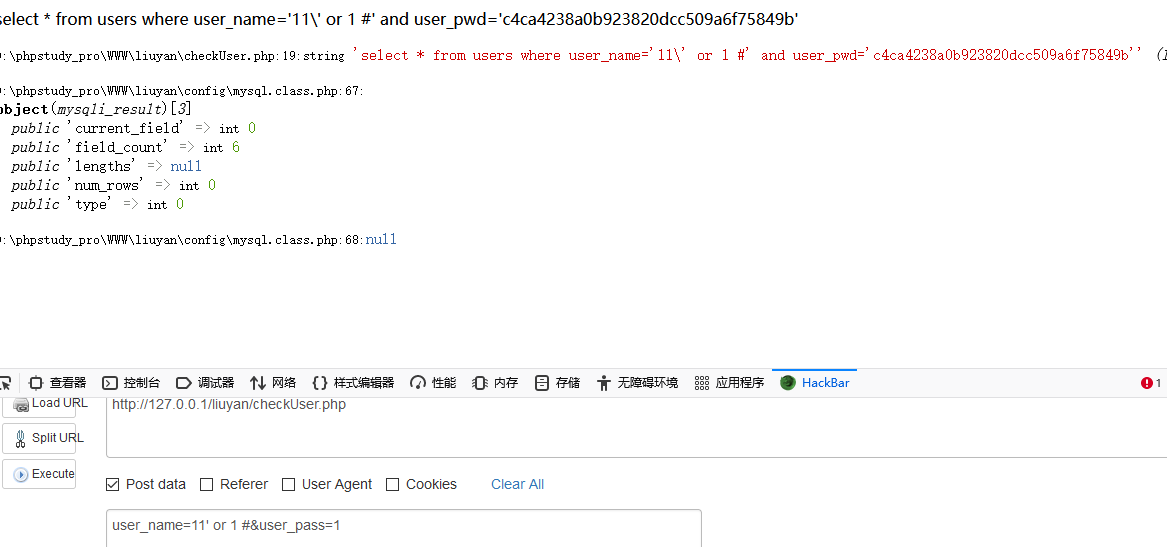 select * from users where user_name='11\' or 1 #' and user_pwd='c4ca4238a0b923820dcc509a6f75849b'
:\phpstudy_pro\WWW\liuyan\checkUser.php:19:string 'select * from users where user_name='11\' or 1 #' and user_pwd='c4ca4238a0b923820dcc509a6f75849b''
:\phpstudy_pro\WWW\liuyan\config\mysql.class.php:67:
object(mysqli_result)[3]
public 'current_field' => int 0
public 'field_count' => int 6
public 'lengths' => null
public 'num_rows' => int 0
public 'type' => int 0
:\phpstudy_pro\WWW\liuyan\config\mysql.class.php:68:null
查看器 控制台 调试器 网络 {} 样式编辑器 性能 内存 存储 无障碍环境 应用程序 HackBar 1
Load URL http://127.0.0.1/liuyan/checkUser.php
Split URL
Execute
Post data Referer User Agent Cookies Clear All
user_name=11' or 1 #&user_pass=1